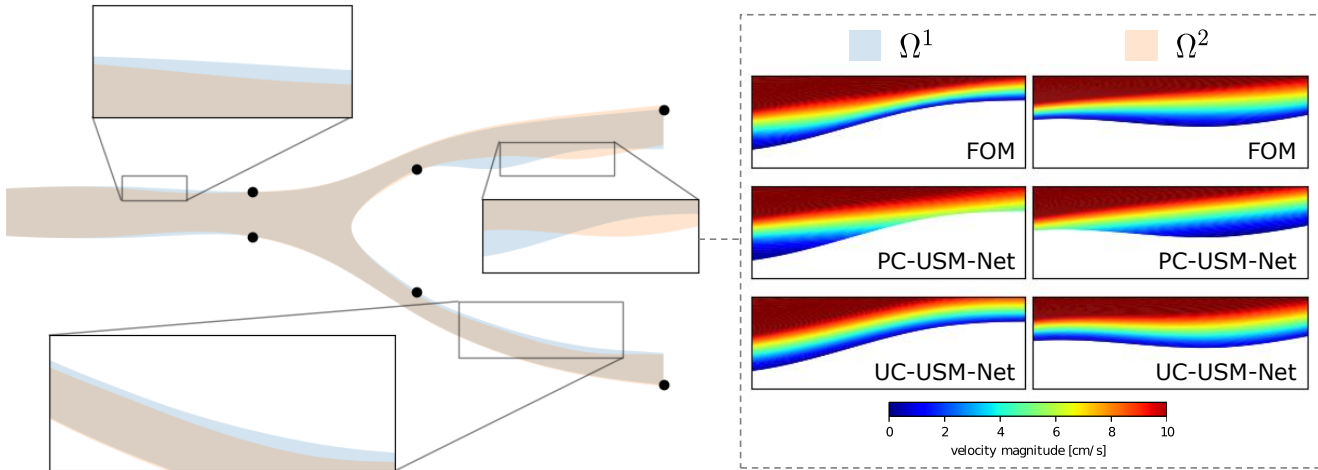 Ω¹ Ω²
FOM FOM
PC-USM-Net PC-USM-Net
UC-USM-Net UC-USM-Net
0 2 4 6 8 10
velocity magnitude [cm/s]